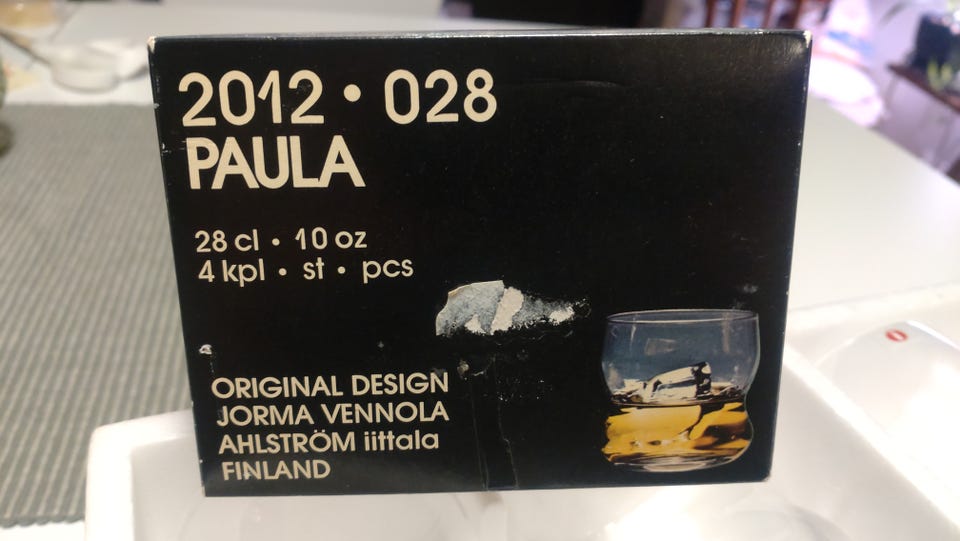 2012 • 028
PAULA
28 cl • 10 oz
4 kpl • st • pcs
ORIGINAL DESIGN
JORMA VENNOLA
AHLSTRÖM iittala
FINLAND